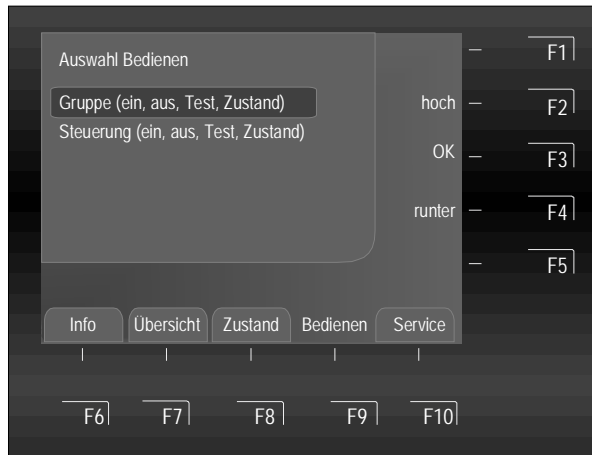 Auswahl Bedienen
Gruppe (ein, aus, Test, Zustand)
Steuerung (ein, aus, Test, Zustand)
F1
hoch F2
OK F3
runter F4
F5
Info Übersicht Zustand Bedienen Service
F6 F7 F8 F9 F10